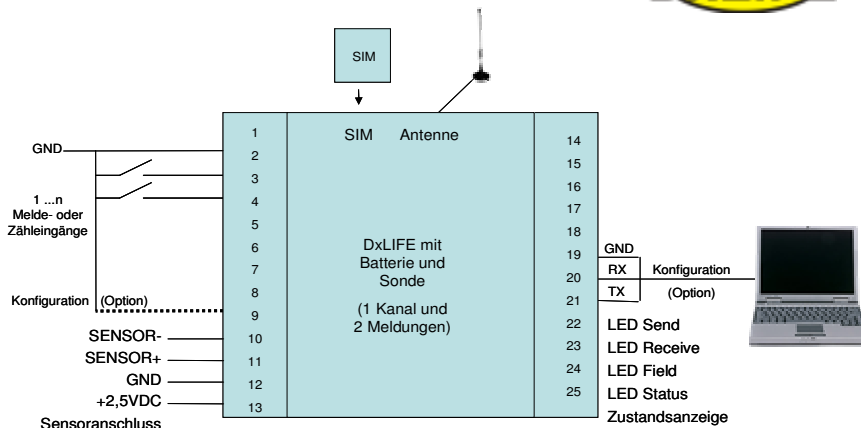 SIM
SIM Antenne
GND
1 ...n
Melde- oder
Zähleingänge
Konfiguration (Option)
SENSOR-
SENSOR+
GND
+2,5VDC
Sensoranschluss
1
2
3
4
5
6
7
8
9
10
11
12
13
DxLIFE mit
Batterie und
Sonde
(1 Kanal und
2 Meldungen)
14
15
16
17
18
19
20
21
22
23
24
25
GND
RX
TX
Konfiguration
(Option)
LED Send
LED Receive
LED Field
LED Status
Zustandsanzeige